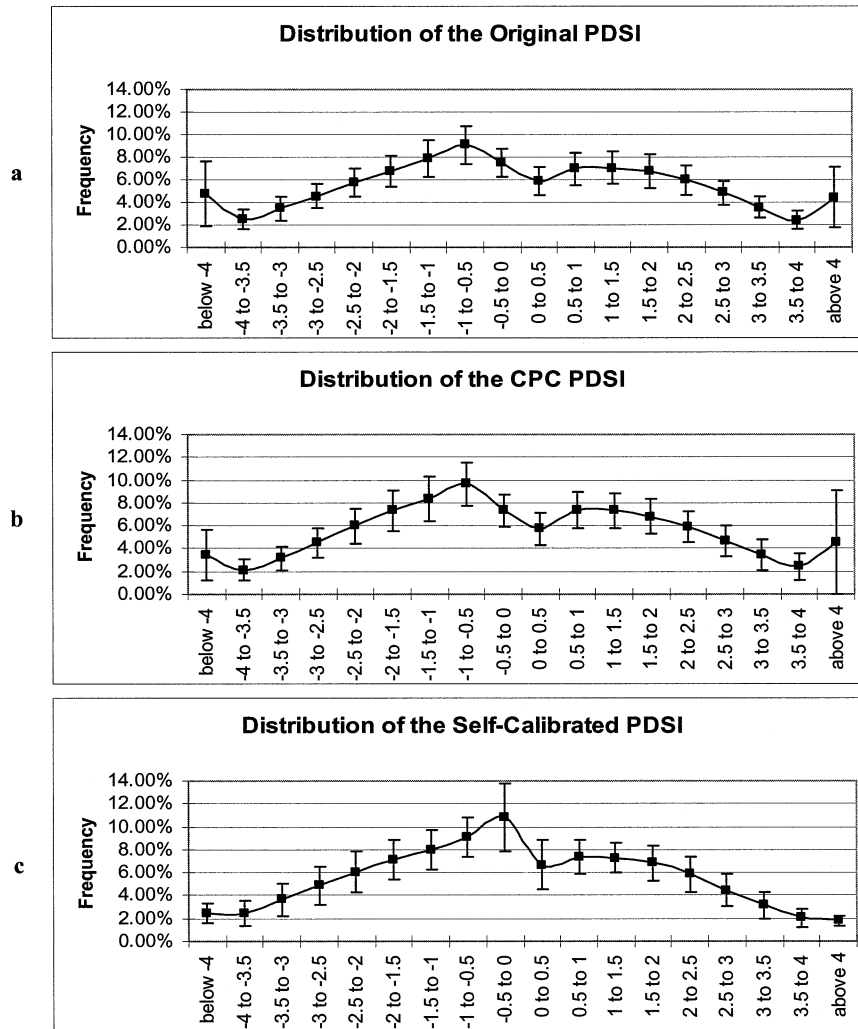 a
Distribution of the Original PDSI
Frequency
14.00%
12.00%
10.00%
8.00%
6.00%
4.00%
2.00%
0.00%
below -4
-4 to -3.5
-3.5 to -3
-3 to -2.5
-2.5 to -2
-2 to -1.5
-1.5 to -1
-1 to -0.5
-0.5 to 0
0 to 0.5
0.5 to 1
1 to 1.5
1.5 to 2
2 to 2.5
2.5 to 3
3 to 3.5
3.5 to 4
above 4
b
Distribution of the CPC PDSI
Frequency
14.00%
12.00%
10.00%
8.00%
6.00%
4.00%
2.00%
0.00%
below -4
-4 to -3.5
-3.5 to -3
-3 to -2.5
-2.5 to -2
-2 to -1.5
-1.5 to -1
-1 to -0.5
-0.5 to 0
0 to 0.5
0.5 to 1
1 to 1.5
1.5 to 2
2 to 2.5
2.5 to 3
3 to 3.5
3.5 to 4
above 4
c
Distribution of the Self-Calibrated PDSI
Frequency
14.00%
12.00%
10.00%
8.00%
6.00%
4.00%
2.00%
0.00%
below -4
-4 to -3.5
-3.5 to -3
-3 to -2.5
-2.5 to -2
-2 to -1.5
-1.5 to -1
-1 to -0.5
-0.5 to 0
0 to 0.5
0.5 to 1
1 to 1.5
1.5 to 2
2 to 2.5
2.5 to 3
3 to 3.5
3.5 to 4
above 4